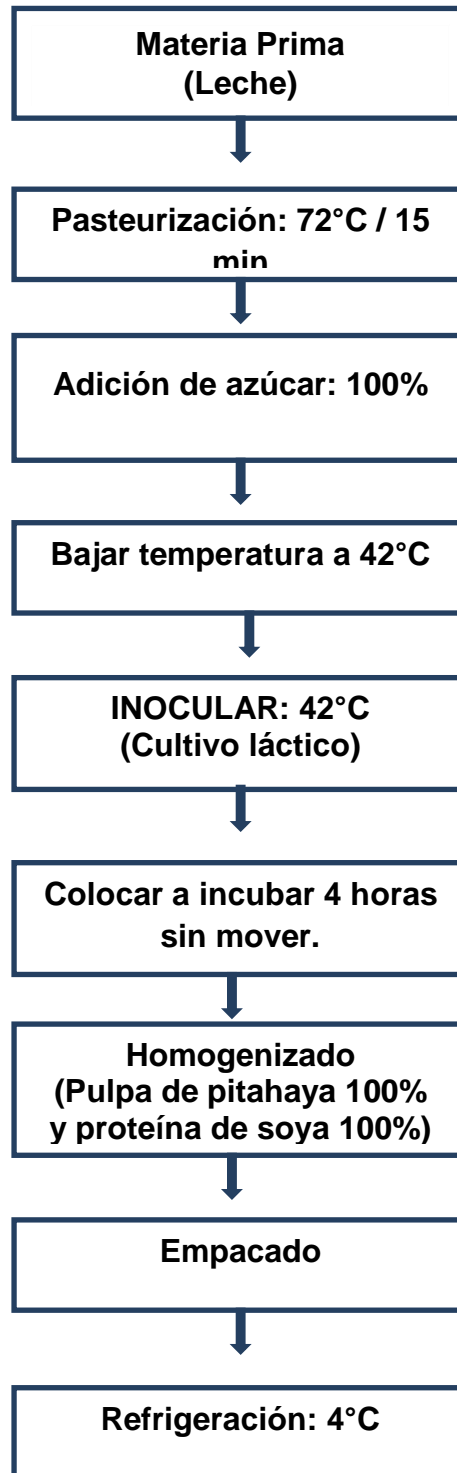 Materia Prima
(Leche)
Pasteurización: 72°C / 15
min
Adición de azúcar: 100%
Bajar temperatura a 42°C
INOCULAR: 42°C
(Cultivo láctico)
Colocar a incubar 4 horas
sin mover.
Homogenizado
(Pulpa de pitahaya 100%
y proteína de soya 100%)
Empacado
Refrigeración: 4°C